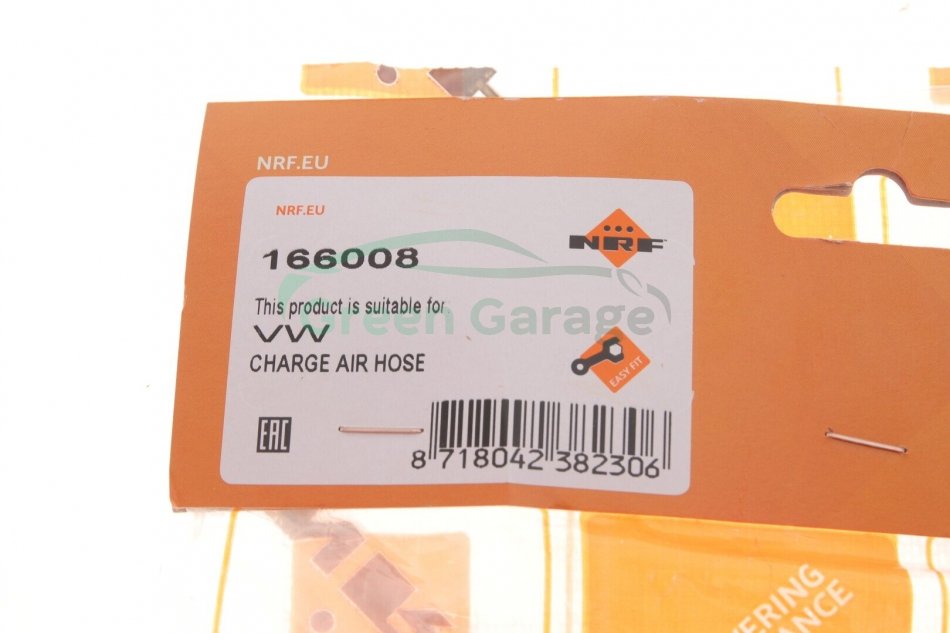 NRF.EU
NRF.EU
NRF
166008
This product is suitable for
VW
CHARGE AIR HOSE
Green Garage
EASY FIT
EAC
8 718042 382306